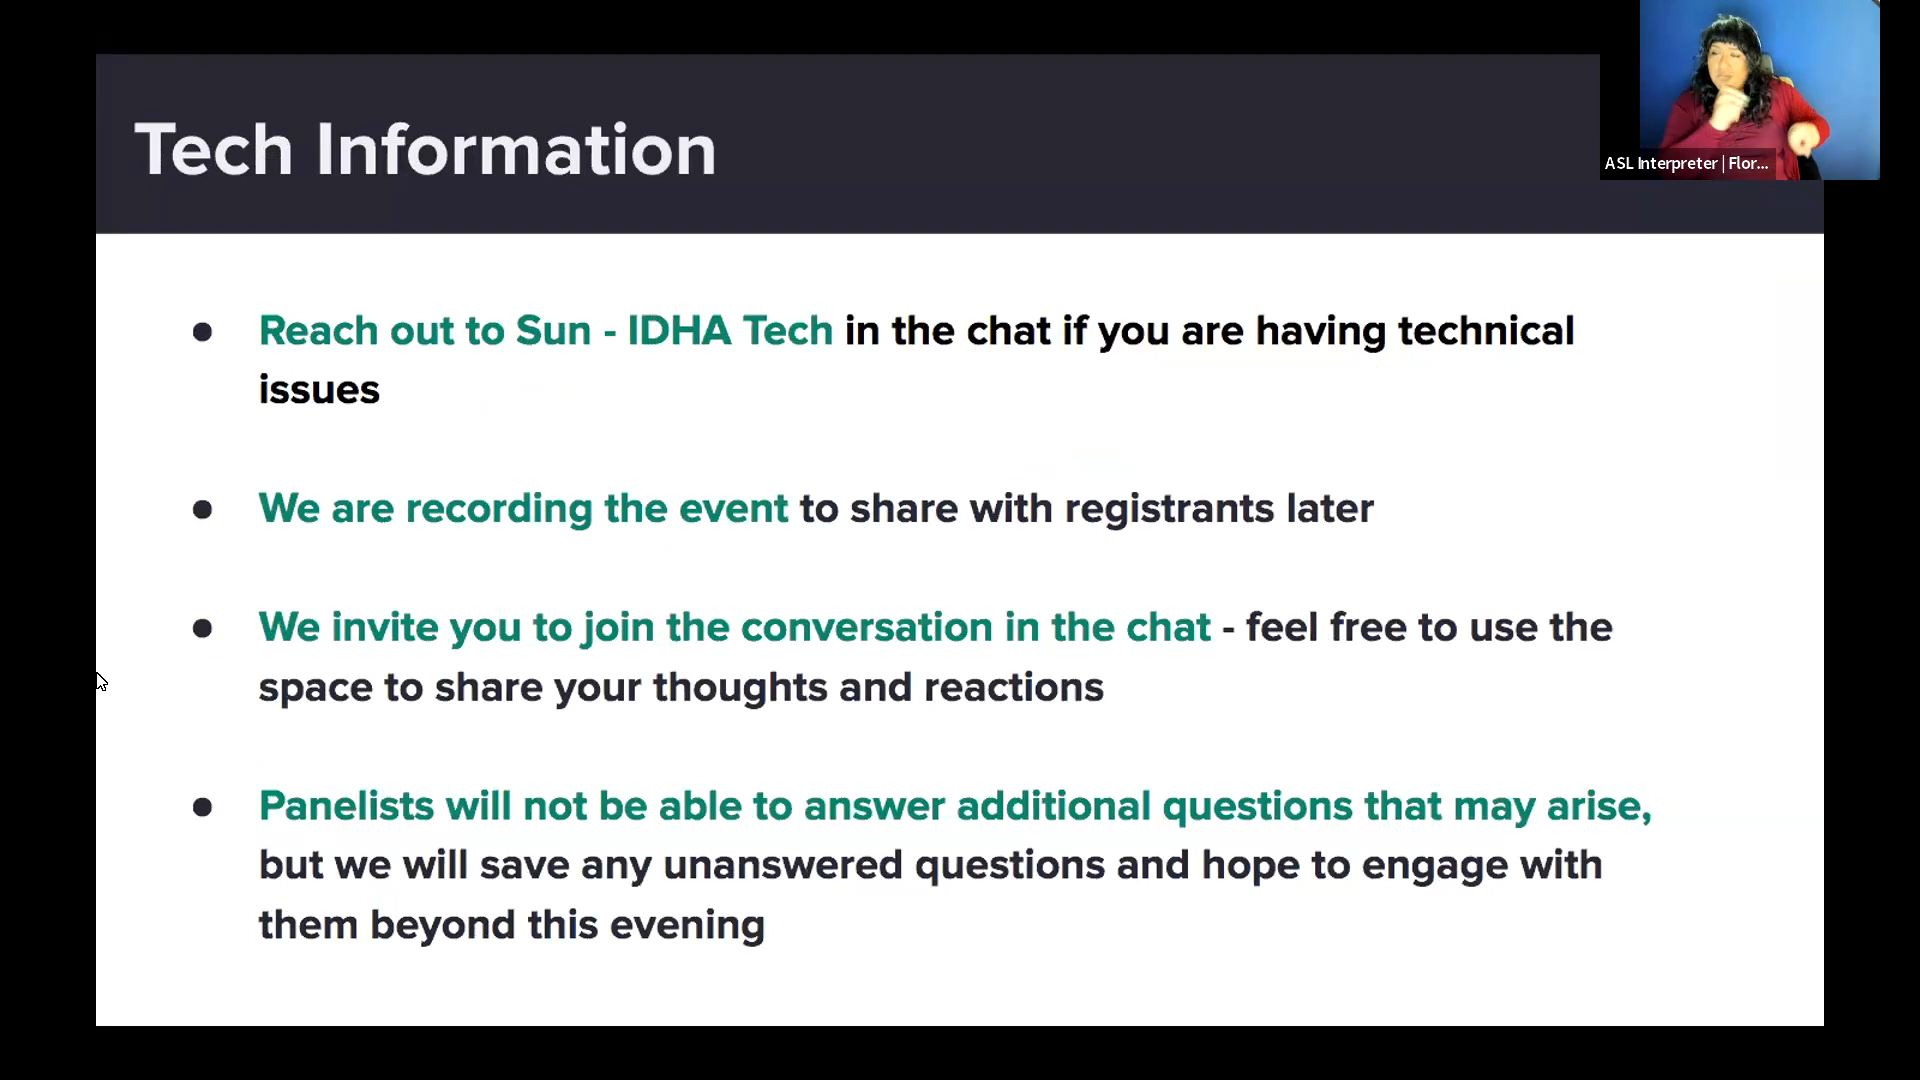 Tech Information
ASL Interpreter | Flor...
● Reach out to Sun - IDHA Tech in the chat if you are having technical
issues
● We are recording the event to share with registrants later
● We invite you to join the conversation in the chat - feel free to use the
space to share your thoughts and reactions
● Panelists will not be able to answer additional questions that may arise,
but we will save any unanswered questions and hope to engage with
them beyond this evening